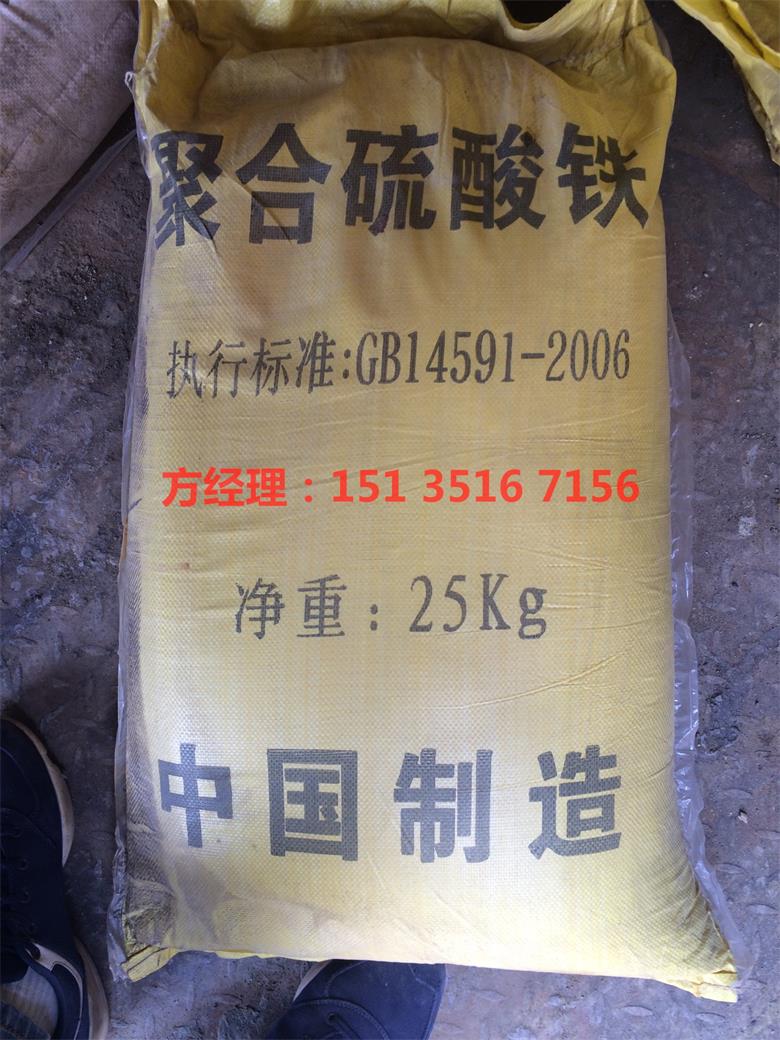 聚合硫酸铁
执行标准:GB14591-2006
方经理：151 3516 7156
净重：25Kg
中国制造